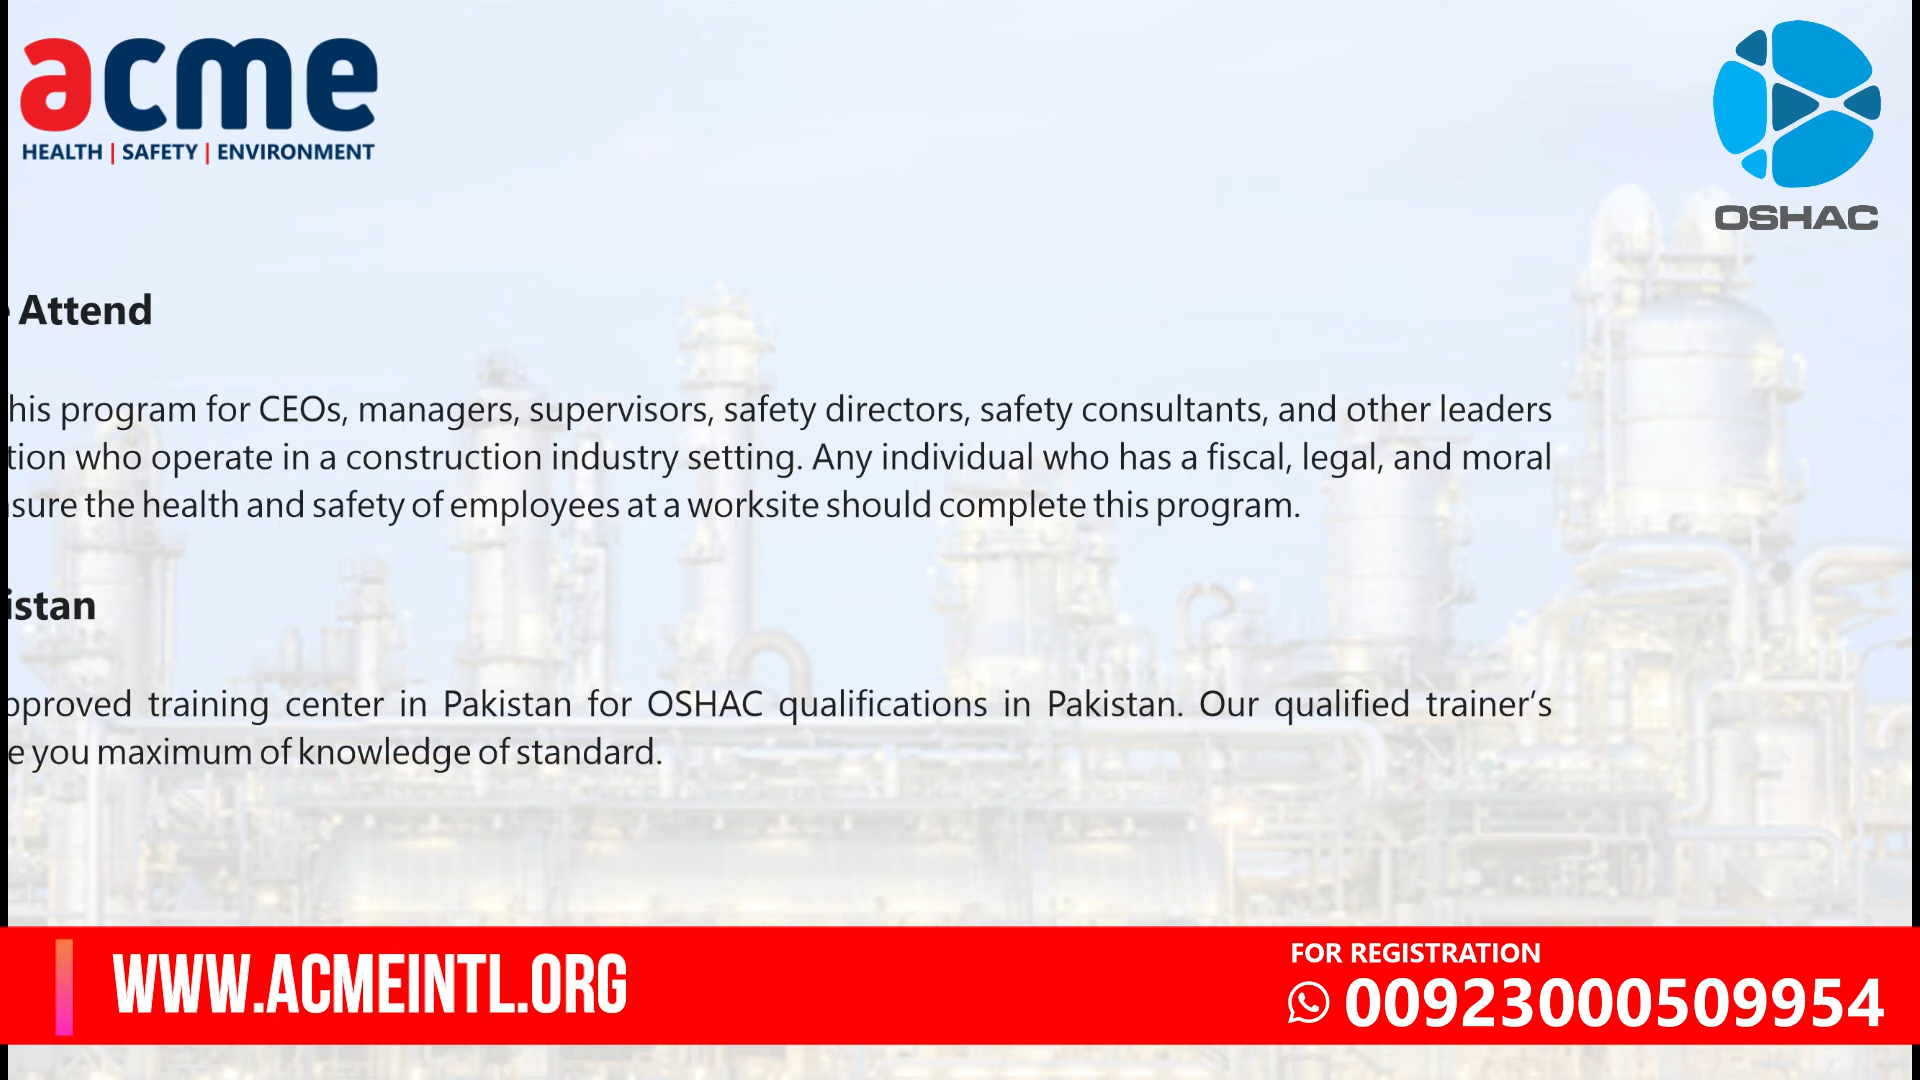 acme
HEALTH | SAFETY | ENVIRONMENT
OSHAC
Attend
his program for CEOs, managers, supervisors, safety directors, safety consultants, and other leaders
tion who operate in a construction industry setting. Any individual who has a fiscal, legal, and moral
sure the health and safety of employees at a worksite should complete this program.
istan
pproved training center in Pakistan for OSHAC qualifications in Pakistan. Our qualified trainer’s
e you maximum of knowledge of standard.
WWW.ACMEINTL.ORG
FOR REGISTRATION
00923000509954